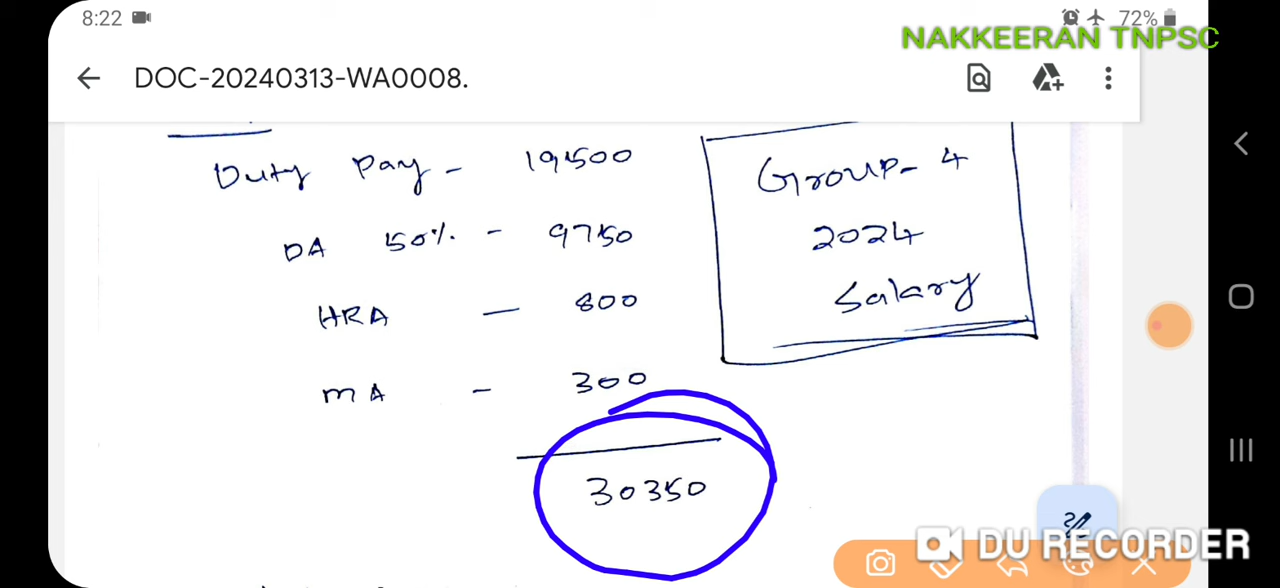 8:22
72%
NAKKEERAN TNPSC
DOC-20240313-WA0008.
Duty Pay - 19500
DA 50% - 9750
HRA - 800
MA - 300
30350
Group- 4
2024
Salary
DU RECORDER